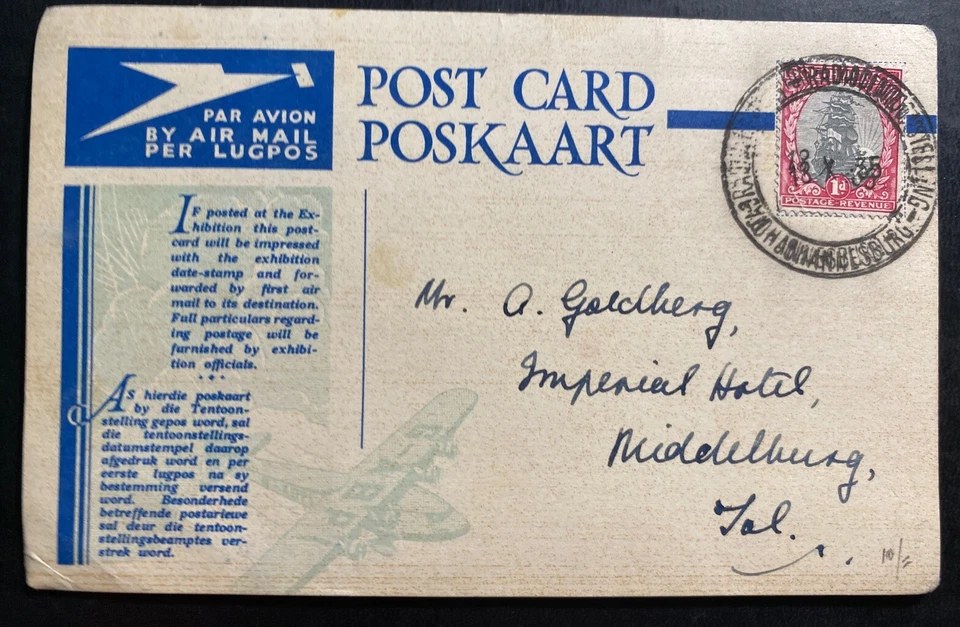 PAR AVION
BY AIR MAIL
PER LUGPOS
POST CARD
POSKAART
IF posted at the Ex-
hibition this post-
card will be impressed
with the exhibition
date-stamp and for-
warded by first air
mail to its destination.
Full particulars regard-
ing postage will be
furnished by exhibi-
tion officials.
AS hierdie poskaart
by die Tentoon-
stelling gepos word, sal
die tentoonstellings-
datumstempel daarop
afgedruk word en per
eerste lugpos na sy
bestemming versend
word. Besonderhede
betreffende postariewe
sal deur die tentoon-
stellingsbeamptes ver-
strek word.
1d
POSTAGE-REVENUE
JOHANNESBURG
Mr. A. Goldberg,
Imperial Hotel,
Middelburg,
10/=